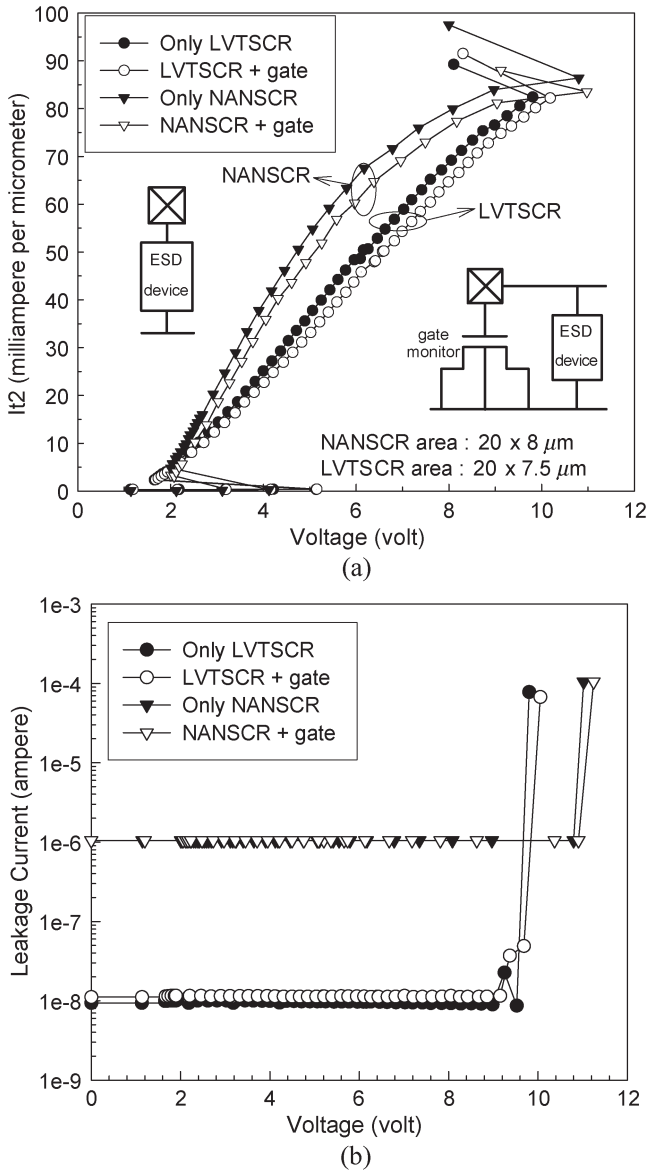 100
90
80
70
60
50
40
30
20
10
0
It2 (milliampere per micrometer)
Only LVTSCR
LVTSCR + gate
Only NANSCR
NANSCR + gate
NANSCR
LVTSCR
ESD
device
gate
monitor
ESD
device
NANSCR area : 20 x 8 μm
LVTSCR area : 20 x 7.5 μm
0 2 4 6 8 10 12
Voltage (volt)
(a)
1e-3
1e-4
1e-5
1e-6
1e-7
1e-8
1e-9
Leakage Current (ampere)
Only LVTSCR
LVTSCR + gate
Only NANSCR
NANSCR + gate
0 2 4 6 8 10 12
Voltage (volt)
(b)